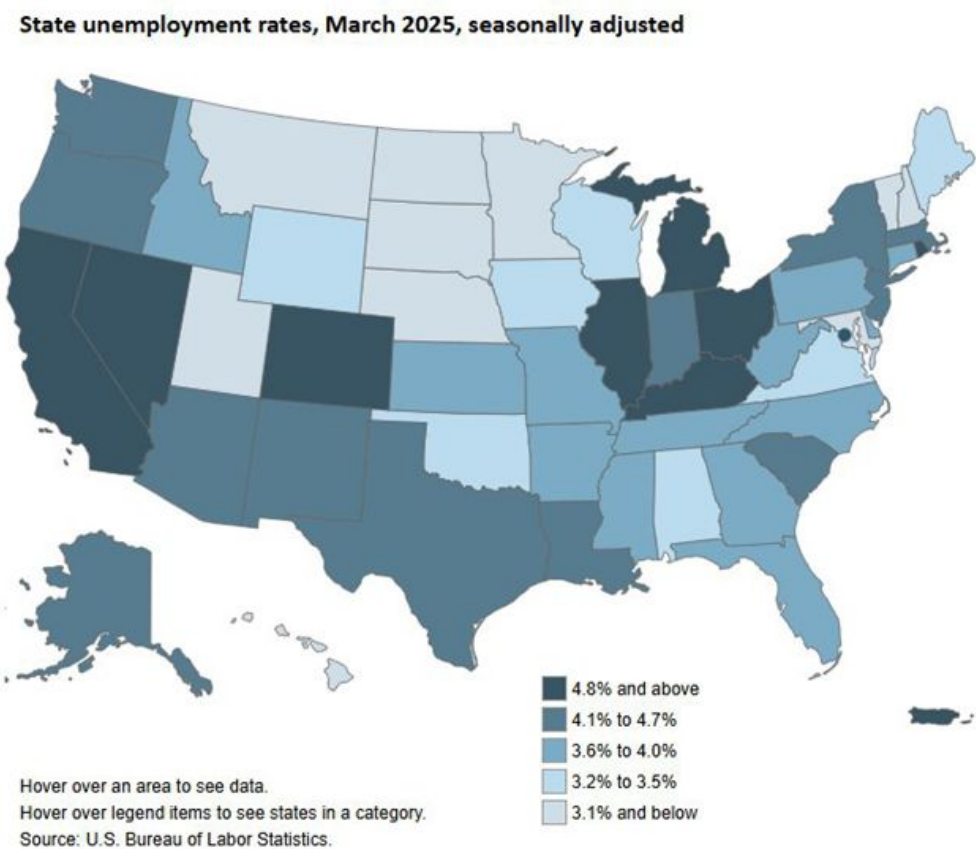 State unemployment rates, March 2025, seasonally adjusted
4.8% and above
4.1% to 4.7%
3.6% to 4.0%
3.2% to 3.5%
3.1% and below
Hover over an area to see data.
Hover over legend items to see states in a category.
Source: U.S. Bureau of Labor Statistics.